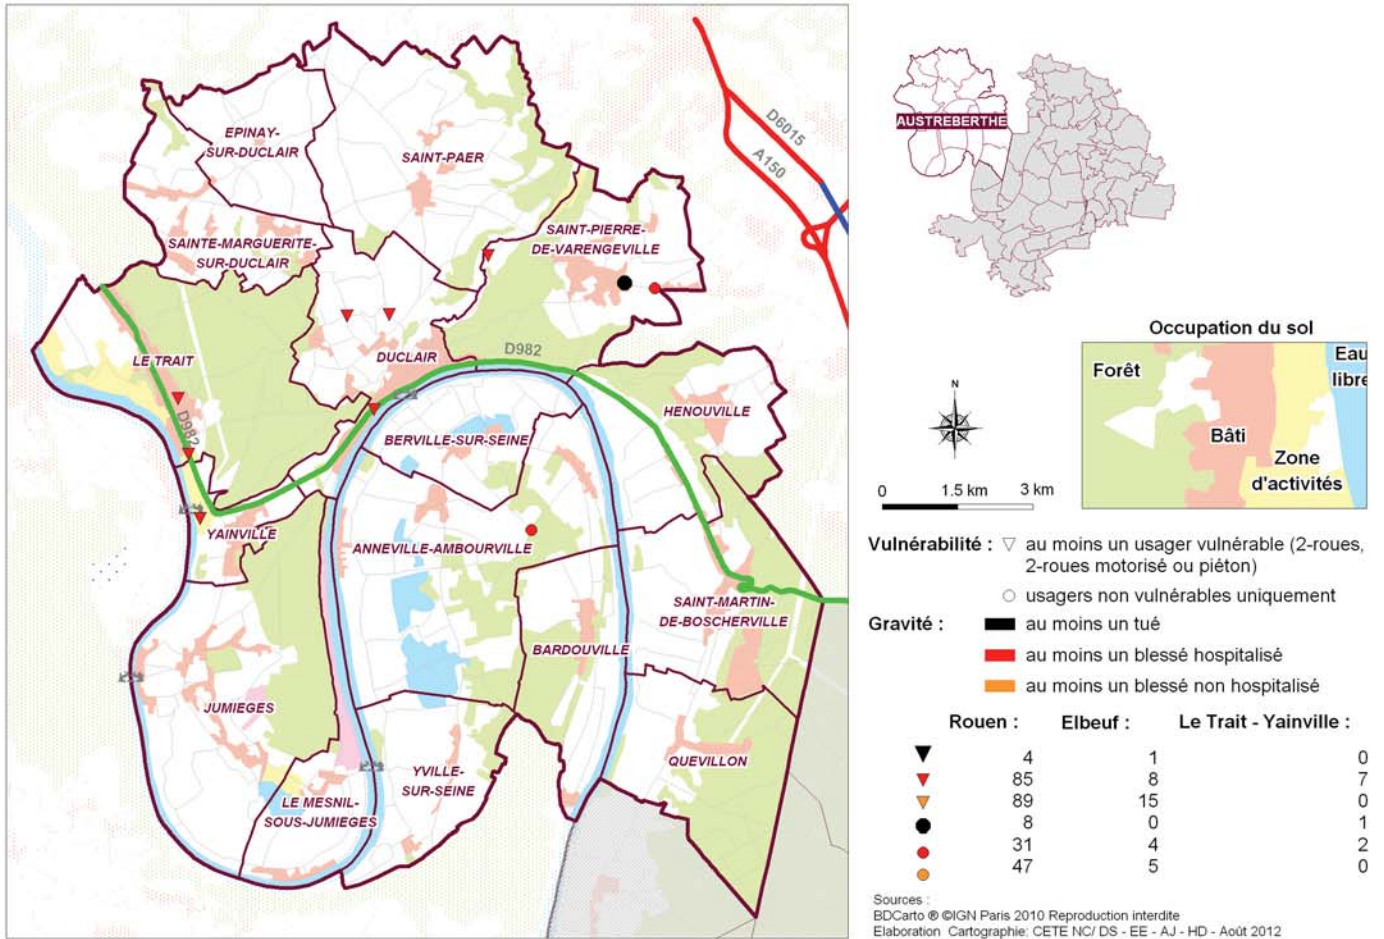 EPINAY-
SUR-DUCLAIR
SAINT-PAER
SAINTE-MARGUERITE-
SUR-DUCLAIR
SAINT-PIERRE-
DE-VARENGEVILLE
D6015
A150
LE TRAIT
D982
DUCLAIR
D982
HENOUVILLE
BERVILLE-SUR-SEINE
YAINVILLE
ANNEVILLE-AMBOURVILLE
SAINT-MARTIN-
DE-BOSCHERVILLE
BARDOUVILLE
JUMIEGES
QUEVILLON
YVILLE-
SUR-SEINE
LE MESNIL-
SOUS-JUMIEGES
AUSTREBERTHE
N
0 1.5 km 3 km
Occupation du sol
Forêt
Bâti
Zone
d'activités
Eau
libre
Vulnérabilité : au moins un usager vulnérable (2-roues,
2-roues motorisé ou piéton)
usagers non vulnérables uniquement
Gravité : au moins un tué
au moins un blessé hospitalisé
au moins un blessé non hospitalisé
Rouen : Elbeuf : Le Trait - Yainville :
4 1 0
85 8 7
89 15 0
8 0 1
31 4 2
47 5 0
Sources :
BDCarto ® ©IGN Paris 2010 Reproduction interdite
Elaboration Cartographie: CETE NC/ DS - EE - AJ - HD - Août 2012